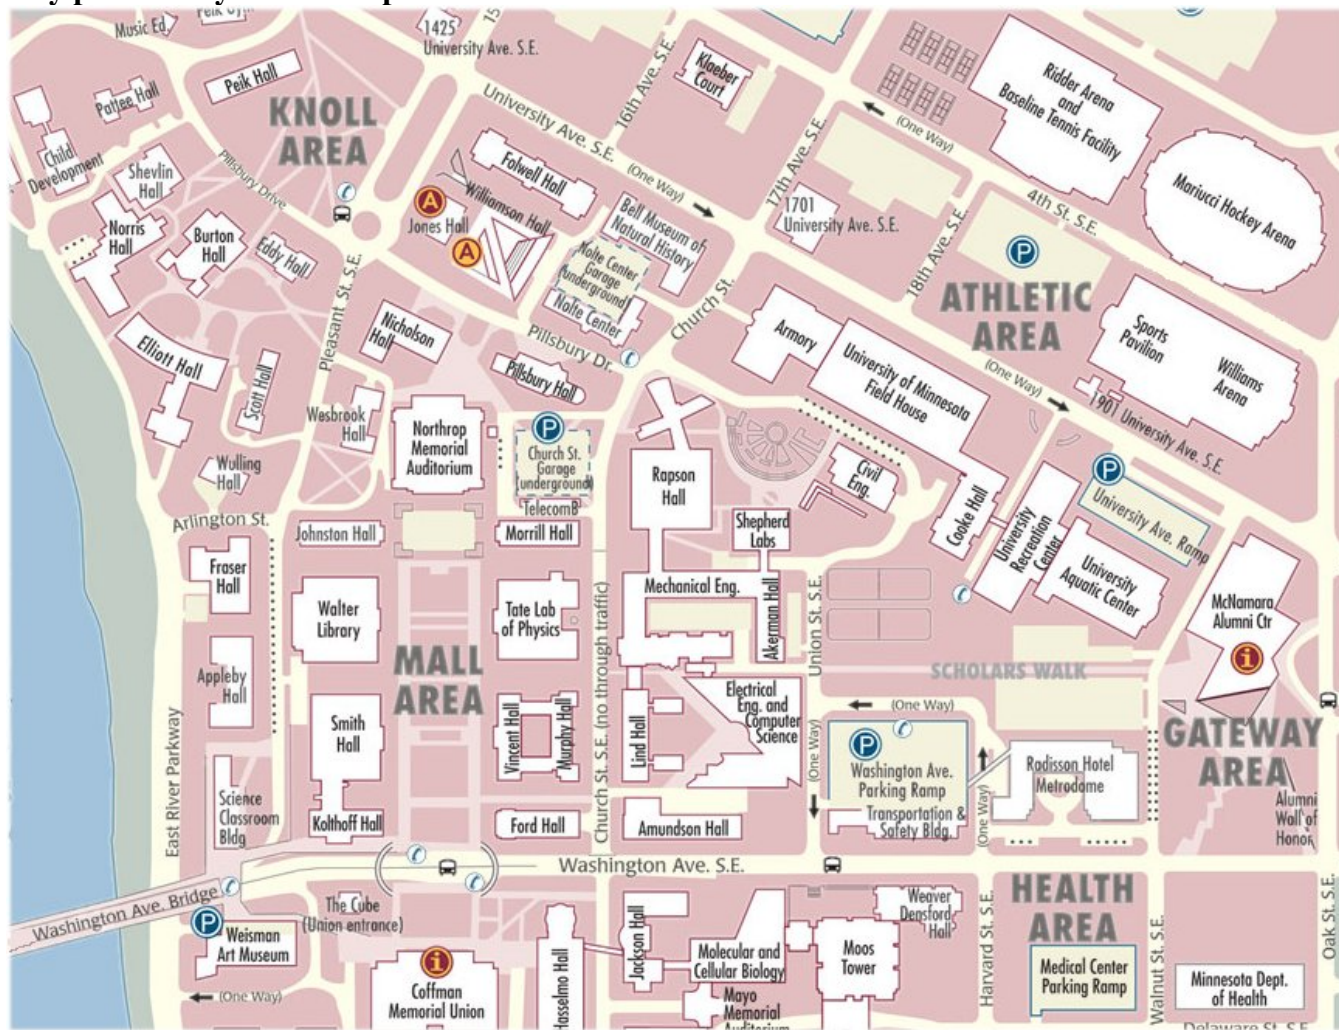 Music Ed.
1425
University Ave. S.E.
Peik Hall
Pattee Hall
KNOLL
AREA
Child
Development
Shevlin
Hall
Pillsbury Drive
Norris
Hall
Burton
Hall
Eddy Hall
University Ave. S.E.
(One Way)
16th Ave. S.E.
Klaeber
Court
Folwell Hall
Williamson Hall
A
Jones Hall
A
Bell Museum of
Natural History
Nolte Center
Garage
(underground)
Nolte Center
17th Ave. S.E.
1701
University Ave. S.E.
18th Ave. S.E.
(One Way)
4th St. S.E.
Ridder Arena
and
Baseline Tennis Facility
Mariucci Hockey Arena
P
ATHLETIC
AREA
Sports
Pavilion
Williams
Arena
1901 University Ave. S.E.
(One Way)
Church St.
Pillsbury Dr.
Pleasant St. S.E.
Nicholson
Hall
Pillsbury Hall
Armory
University of Minnesota
Field House
Elliott Hall
Scott Hall
Wesbrook
Hall
Wulling
Hall
Northrop
Memorial
Auditorium
P
Church St.
Garage
(underground)
TelecomB
Rapson
Hall
Civil
Eng.
Cooke Hall
University
Recreation
Center
P
University Ave. Ramp
University
Aquatic Center
Arlington St.
Johnston Hall
Morrill Hall
Shepherd
Labs
Fraser
Hall
Walter
Library
Tate Lab
of Physics
Mechanical Eng.
Akerman Hall
Union St. S.E.
McNamara
Alumni Ctr
i
MALL
AREA
Appleby
Hall
SCHOLARS WALK
Smith
Hall
Vincent Hall
Murphy Hall
Church St. S.E. (no through traffic)
Lind Hall
Electrical
Eng. and
Computer
Science
(One Way)
(One Way)
P
Washington Ave.
Parking Ramp
Transportation &
Safety Bldg.
(One Way)
Radisson Hotel
Metrodome
GATEWAY
AREA
Alumni
Wall of
Honor
East River Parkway
Science
Classroom
Bldg
Kolthoff Hall
Ford Hall
Amundson Hall
Washington Ave. S.E.
Washington Ave. Bridge
The Cube
(Union entrance)
P
Weisman
Art Museum
(One Way)
i
Coffman
Memorial Union
Hasselmo Hall
Jackson Hall
Molecular and
Cellular Biology
Mayo
Memorial
Auditorium
Moos
Tower
Weaver
Densford
Hall
Harvard St. S.E.
HEALTH
AREA
Medical Center
Parking Ramp
Walnut St. S.E.
Minnesota Dept.
of Health
Oak St. S.E.
Delaware St. S.E.